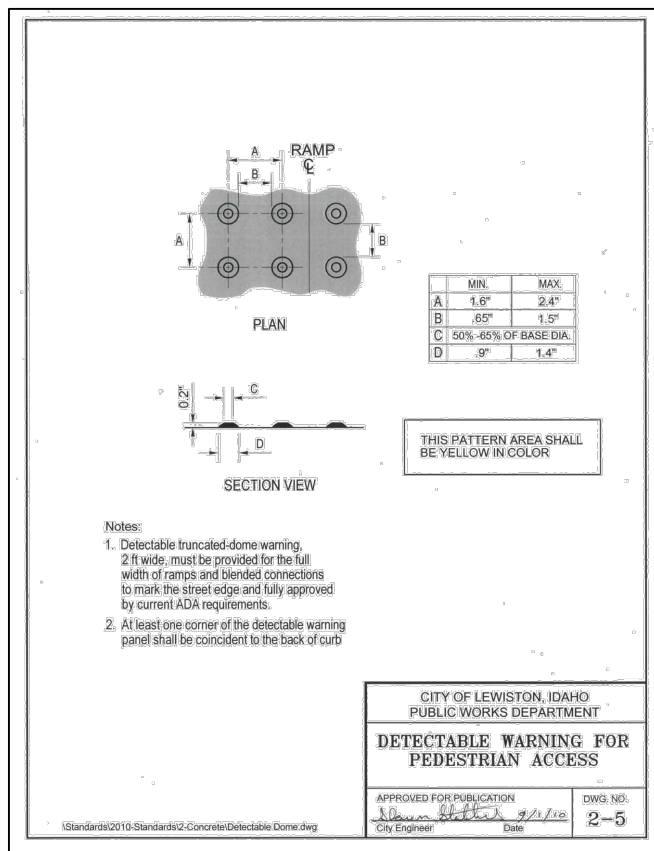 A
RAMP
℄
B
A
B
PLAN
MIN. MAX.
A 1.6" 2.4"
B .65" 1.5"
C 50%-65% OF BASE DIA.
D .9" 1.4"
0.2"
C
D
SECTION VIEW
THIS PATTERN AREA SHALL
BE YELLOW IN COLOR
Notes:
1. Detectable truncated-dome warning,
2 ft wide, must be provided for the full
width of ramps and blended connections
to mark the street edge and fully approved
by current ADA requirements.
2. At least one corner of the detectable warning
panel shall be coincident to the back of curb
CITY OF LEWISTON, IDAHO
PUBLIC WORKS DEPARTMENT
DETECTABLE WARNING FOR
PEDESTRIAN ACCESS
APPROVED FOR PUBLICATION
City Engineer Date
DWG. NO.
2-5
\Standards\2010-Standards\2-Concrete\Detectable Dome.dwg